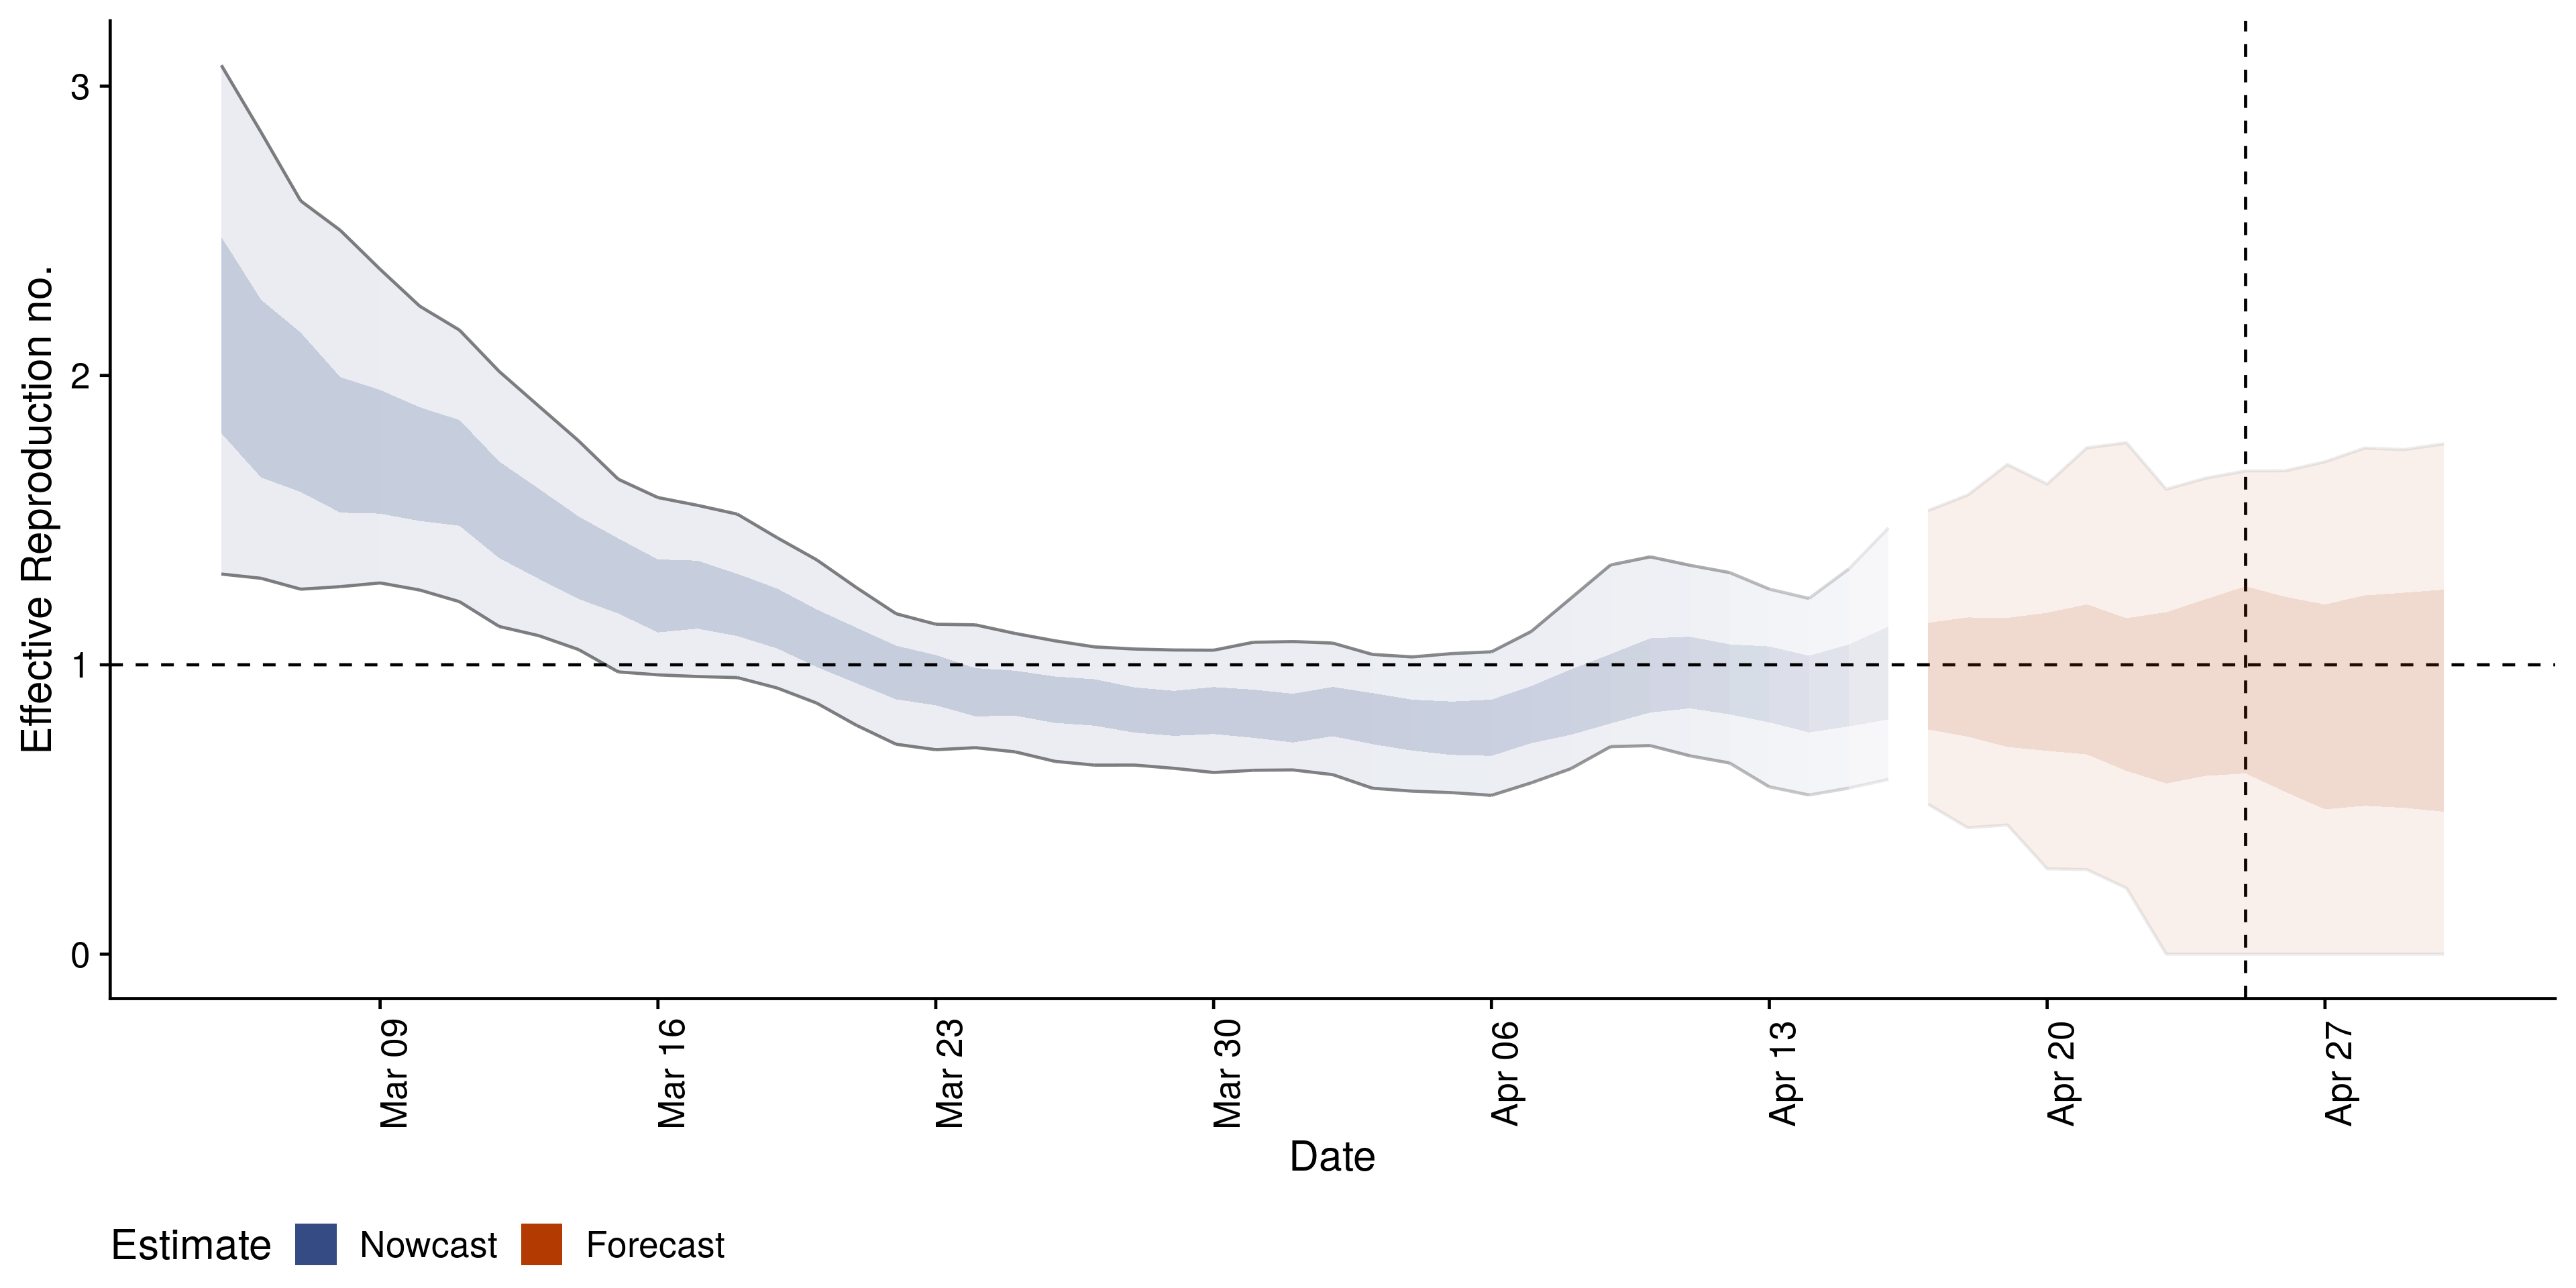 Effective Reproduction no.
3
2
1
0
Mar 09
Mar 16
Mar 23
Mar 30
Apr 06
Apr 13
Apr 20
Apr 27
Date
Estimate Nowcast Forecast